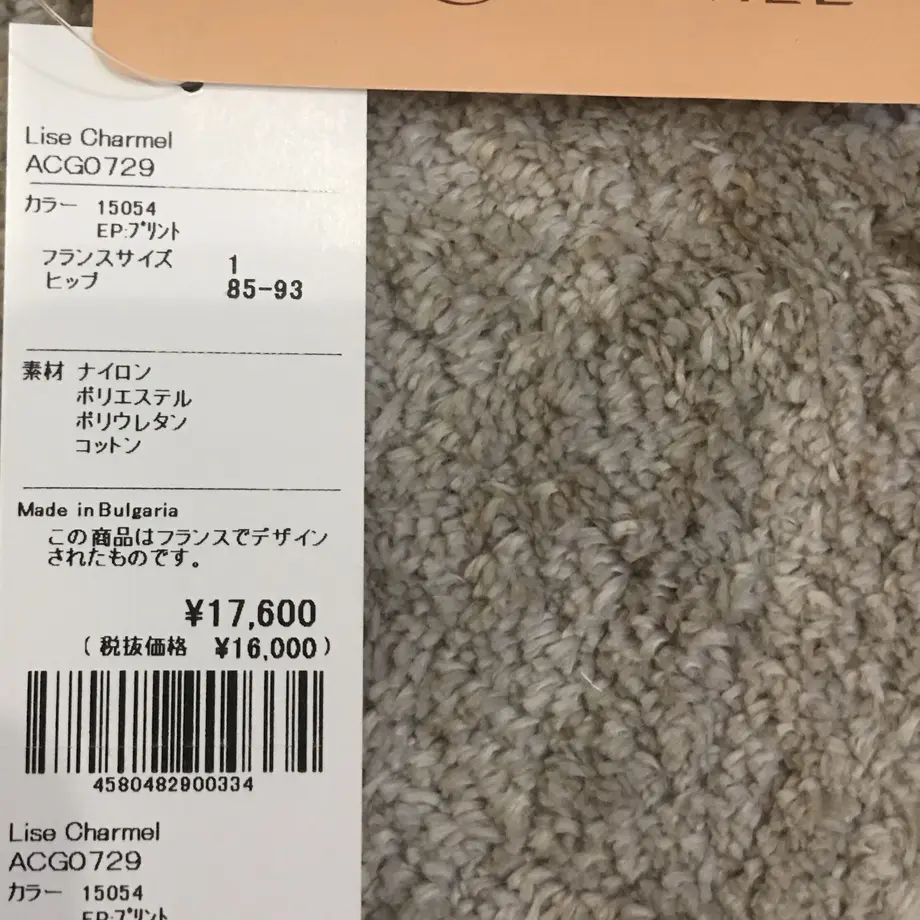 Lise Charmel
ACG0729
カラー 15054
EP:プリント
フランスサイズ 1
ヒップ 85-93
素材 ナイロン
ポリエステル
ポリウレタン
コットン
Made in Bulgaria
この商品はフランスでデザイン
されたものです。
¥17,600
(税抜価格 ¥16,000)
4580482900334
Lise Charmel
ACG0729
カラー 15054
EP:プリント